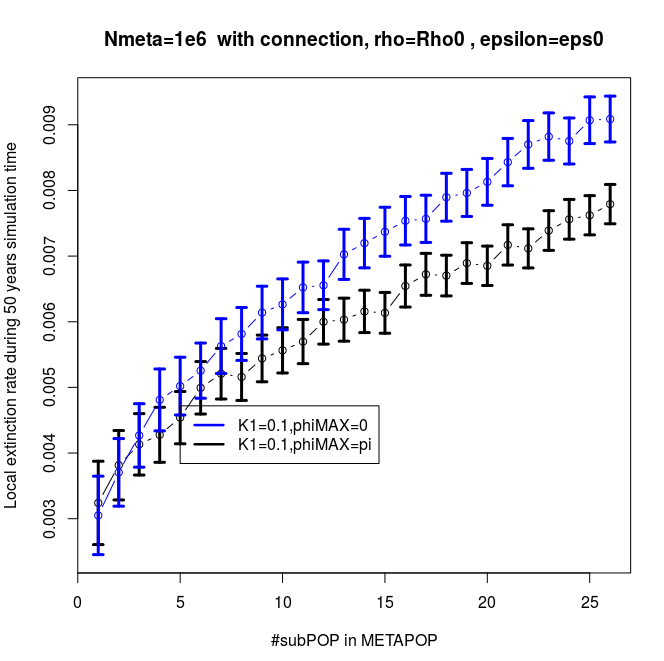 Nmeta=1e6  with connection, rho=Rho0 , epsilon=eps0
Local extinction rate during 50 years simulation time
0.009
0.008
0.007
0.006
0.005
0.004
0.003
K1=0.1,phiMAX=0
K1=0.1,phiMAX=pi
0 5 10 15 20 25
#subPOP in METAPOP